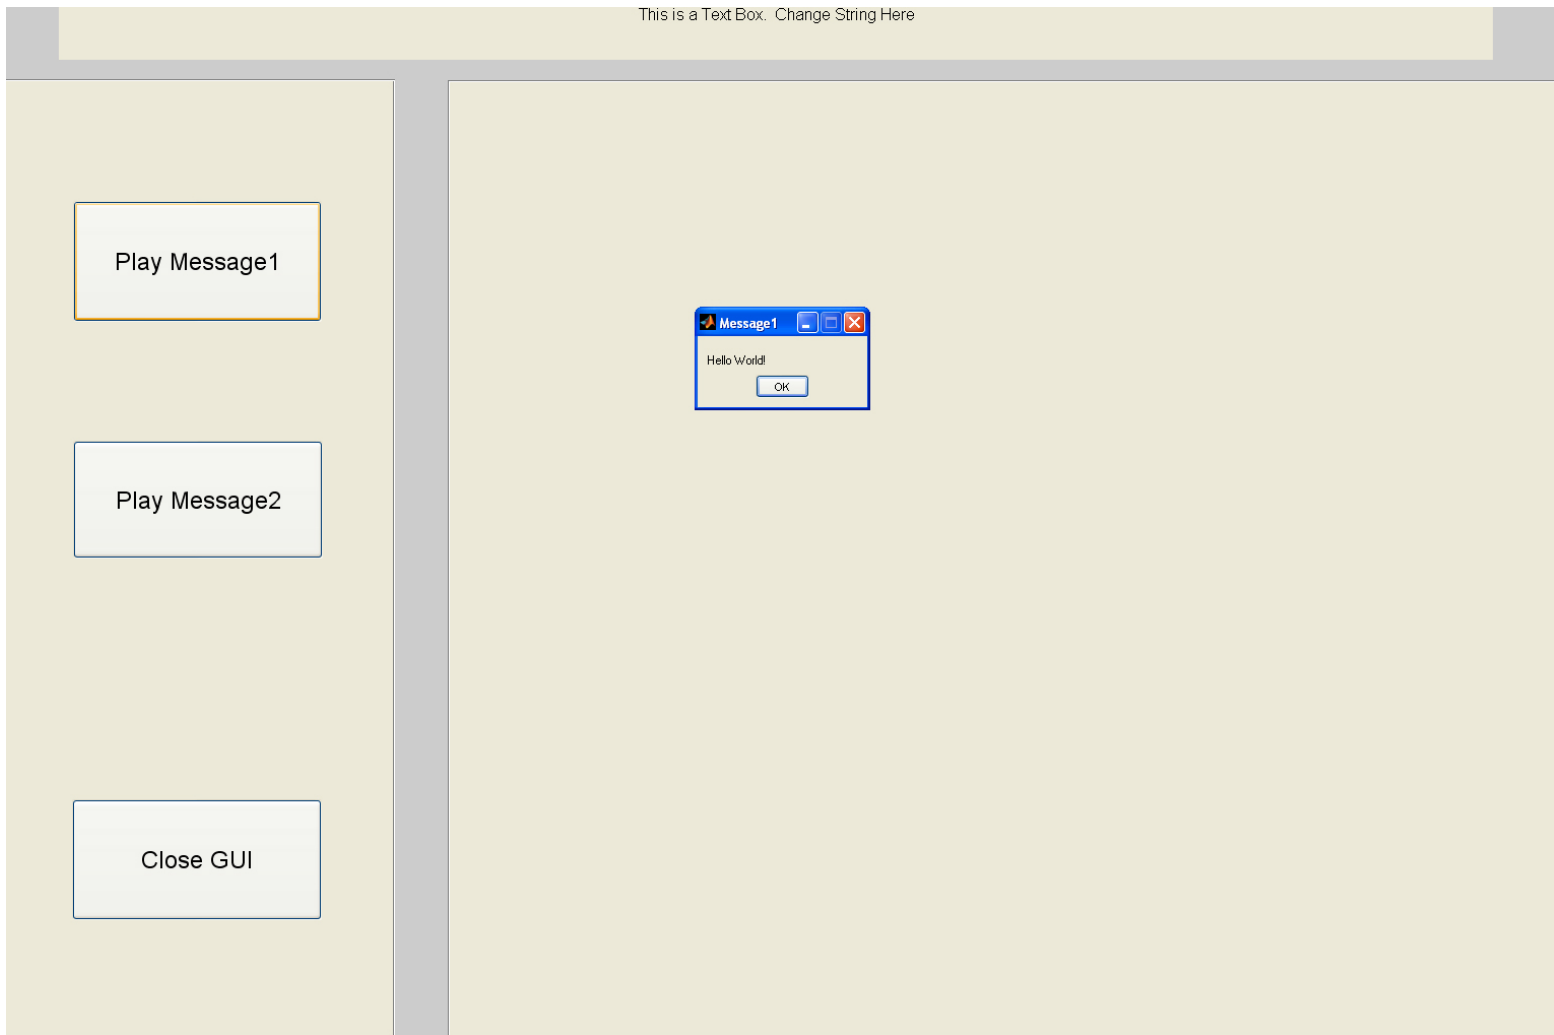 This is a Text Box.  Change String Here
Play Message1
Message1
Hello World!
OK
Play Message2
Close GUI